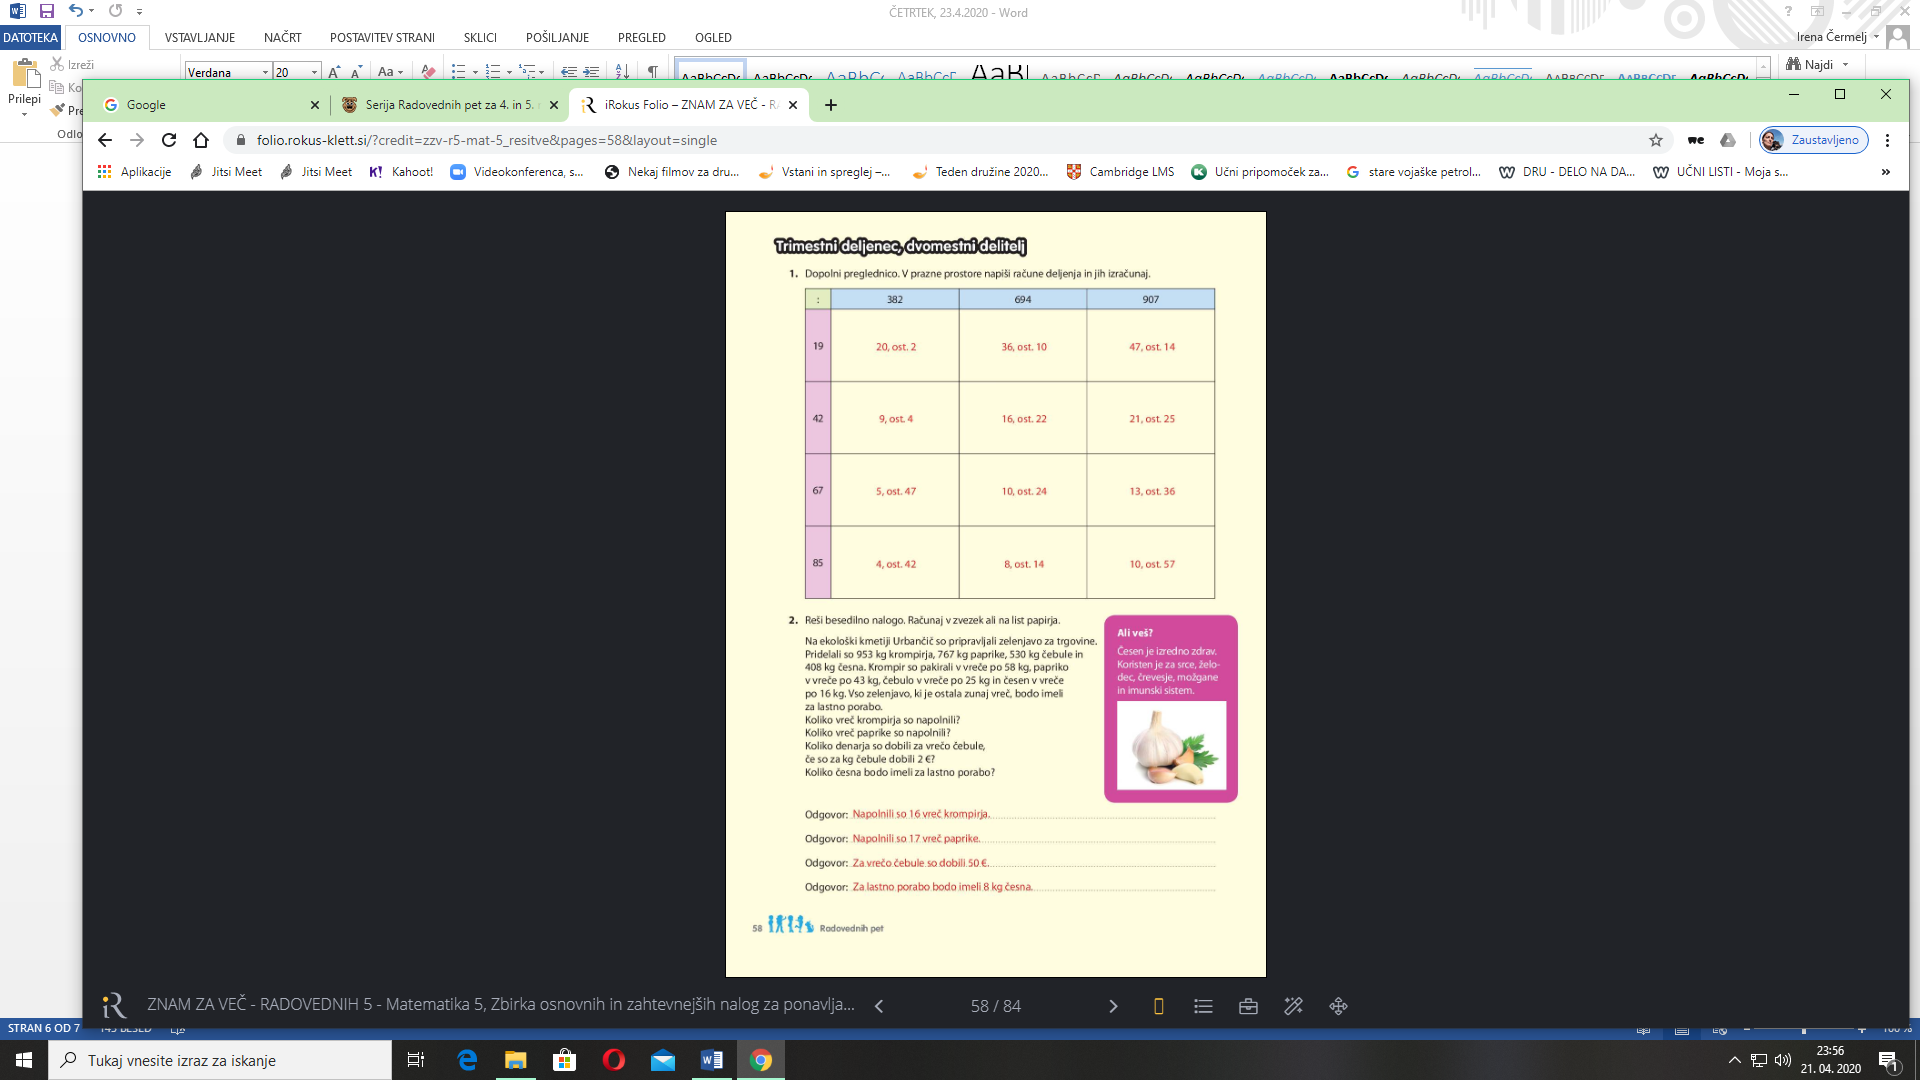 ČETRTEK, 23.4.2020 - Word
DATOTEKA OSNOVNO VSTAVLJANJE NAČRT POSTAVITEV STRANI SKLICI POŠILJANJE PREGLED OGLED
Irena Čermelj
Prilepi
Izreži
Verdana 20
Najdi
Google
Serija Radovednih pet za 4. in 5.
iRokus Folio – ZNAM ZA VEČ - RA
folio.rokus-klett.si/?credit=zzv-r5-mat-5_resitve&pages=58&layout=single
Zaustavljeno
Aplikacije Jitsi Meet Jitsi Meet Kahoot! Videokonferenca, s... Nekaj filmov za dru... Vstani in spreglej –... Teden družine 2020... Cambridge LMS Učni pripomoček za... stare vojaške petrol... DRU - DELO NA DA... UČNI LISTI - Moja s... »
Trimestni deljenec, dvomestni delitelj
1. Dopolni preglednico. V prazne prostore napiši račune deljenja in jih izračunaj.
: 382 694 907
19 20, ost. 2 36, ost. 10 47, ost. 14
42 9, ost. 4 16, ost. 22 21, ost. 25
67 5, ost. 47 10, ost. 24 13, ost. 36
85 4, ost. 42 8, ost. 14 10, ost. 57
2. Reši besedilno nalogo. Računaj v zvezek ali na list papirja.
Na ekološki kmetiji Urbančič so pripravljali zelenjavo za trgovine.
Pridelali so 953 kg krompirja, 767 kg paprike, 530 kg čebule in
408 kg česna. Krompir so pakirali v vreče po 58 kg, papriko
v vreče po 43 kg, čebulo v vreče po 25 kg in česen v vreče
po 16 kg. Vso zelenjavo, ki je ostala zunaj vreč, bodo imeli
za lastno porabo.
Koliko vreč krompirja so napolnili?
Koliko vreč paprike so napolnili?
Koliko denarja so dobili za vrečo čebule,
če so za kg čebule dobili 2 €?
Koliko česna bodo imeli za lastno porabo?
Ali veš?
Česen je izredno zdrav.
Koristen je za srce, želo-
dec, črevesje, možgane
in imunski sistem.
Odgovor: Napolnili so 16 vreč krompirja.
Odgovor: Napolnili so 17 vreč paprike.
Odgovor: Za vrečo čebule so dobili 50 €.
Odgovor: Za lastno porabo bodo imeli 8 kg česna.
58 Radovednih pet
ZNAM ZA VEČ - RADOVEDNIH 5 - Matematika 5, Zbirka osnovnih in zahtevnejših nalog za ponavlja...
58 / 84
STRAN 6 OD 7
Tukaj vnesite izraz za iskanje
23:56
21. 04. 2020